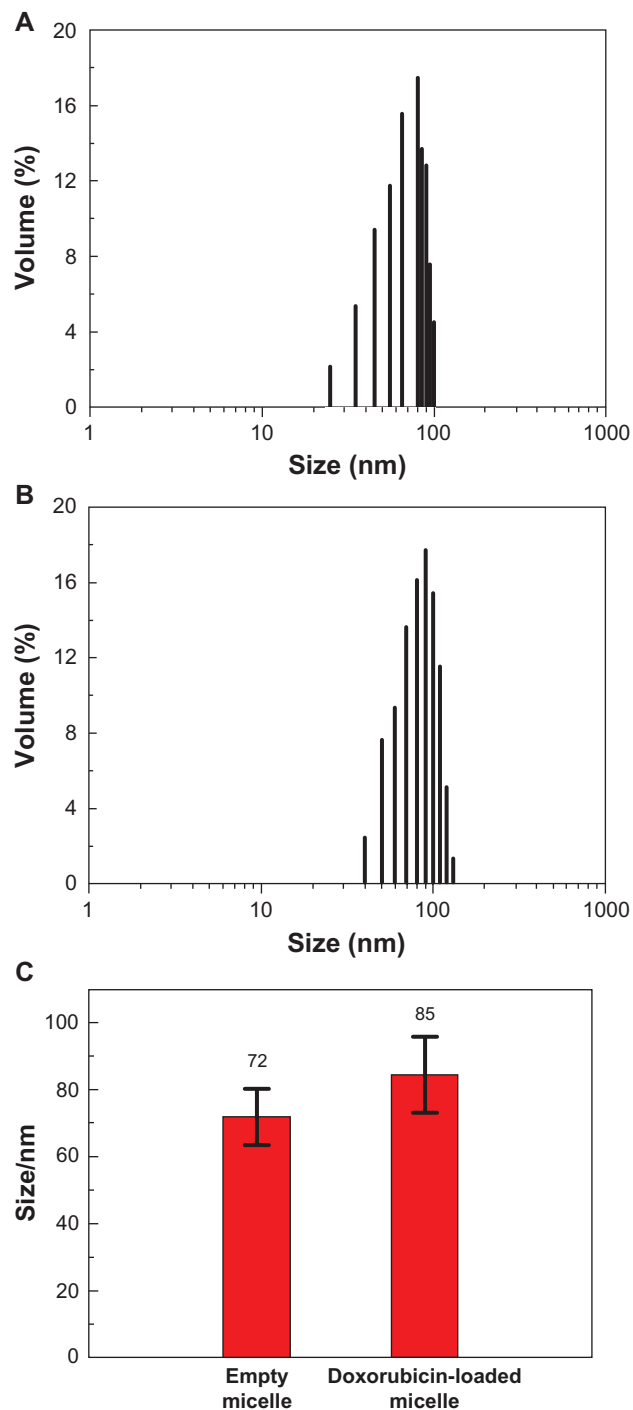 A
20
16
12
8
4
0
Volume (%)
1 10 100 1000
Size (nm)
B
20
16
12
8
4
0
Volume (%)
1 10 100 1000
Size (nm)
C
100
80
60
40
20
0
Size/nm
72
85
Empty
micelle
Doxorubicin-loaded
micelle